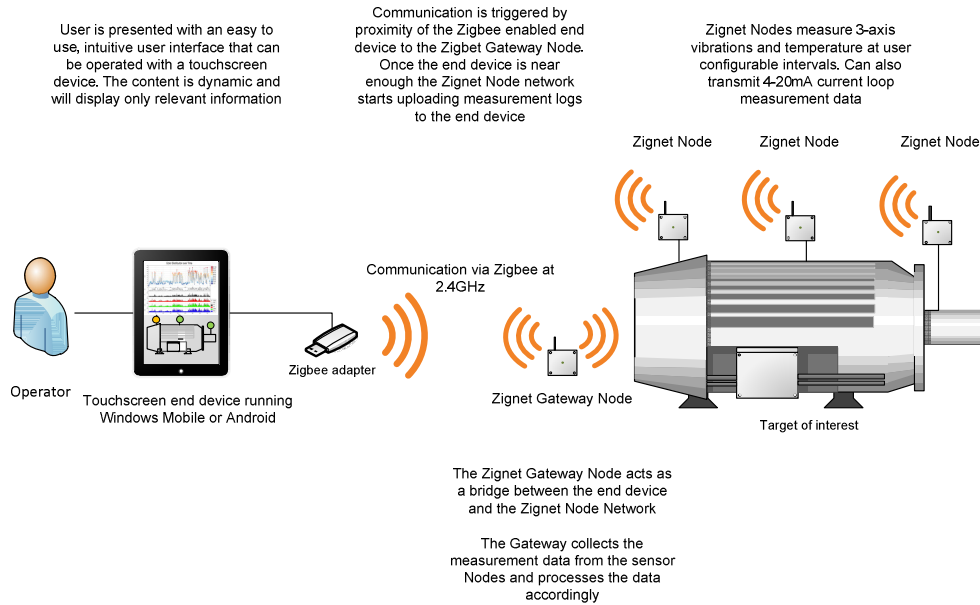 User is presented with an easy to
use, intuitive user interface that can
be operated with a touchscreen
device. The content is dynamic and
will display only relevant information
Communication is triggered by
proximity of the Zigbee enabled end
device to the Zigbet Gateway Node.
Once the end device is near
enough the Zignet Node network
starts uploading measurement logs
to the end device
Zignet Nodes measure 3-axis
vibrations and temperature at user
configurable intervals. Can also
transmit 4-20mA current loop
measurement data
Zignet Node
Zignet Node
Zignet Node
Communication via Zigbee at
2.4GHz
Operator
Touchscreen end device running
Windows Mobile or Android
Zigbee adapter
Zignet Gateway Node
Target of interest
The Zignet Gateway Node acts as
a bridge between the end device
and the Zignet Node Network
The Gateway collects the
measurement data from the sensor
Nodes and processes the data
accordingly